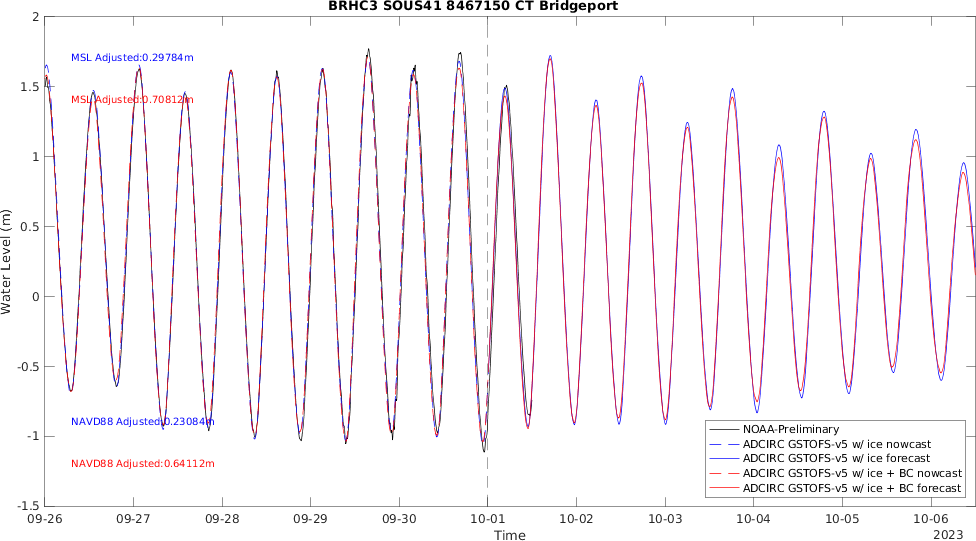 BRHC3 SOUS41 8467150 CT Bridgeport
2
1.5
1
0.5
0
-0.5
-1
-1.5
Water Level (m)
MSL Adjusted:0.29784m
MSL Adjusted:0.70812m
NAVD88 Adjusted:0.23084m
NAVD88 Adjusted:0.64112m
NOAA-Preliminary
ADCIRC GSTOFS-v5 w/ ice nowcast
ADCIRC GSTOFS-v5 w/ ice forecast
ADCIRC GSTOFS-v5 w/ ice + BC nowcast
ADCIRC GSTOFS-v5 w/ ice + BC forecast
09-26 09-27 09-28 09-29 09-30 10-01 10-02 10-03 10-04 10-05 10-06
Time
2023